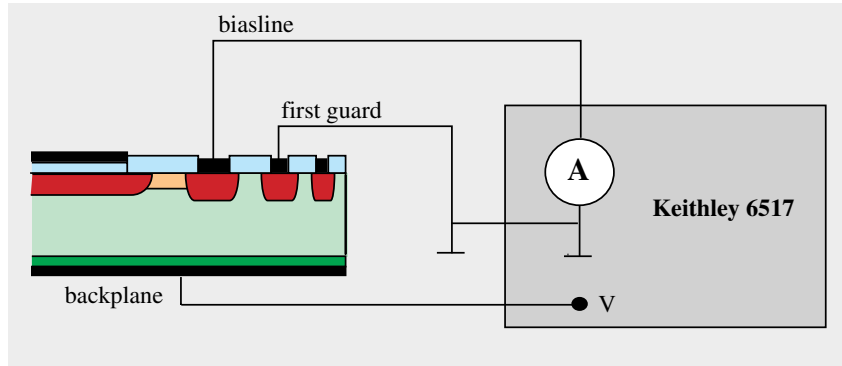 biasline
first guard
A
Keithley 6517
backplane
V